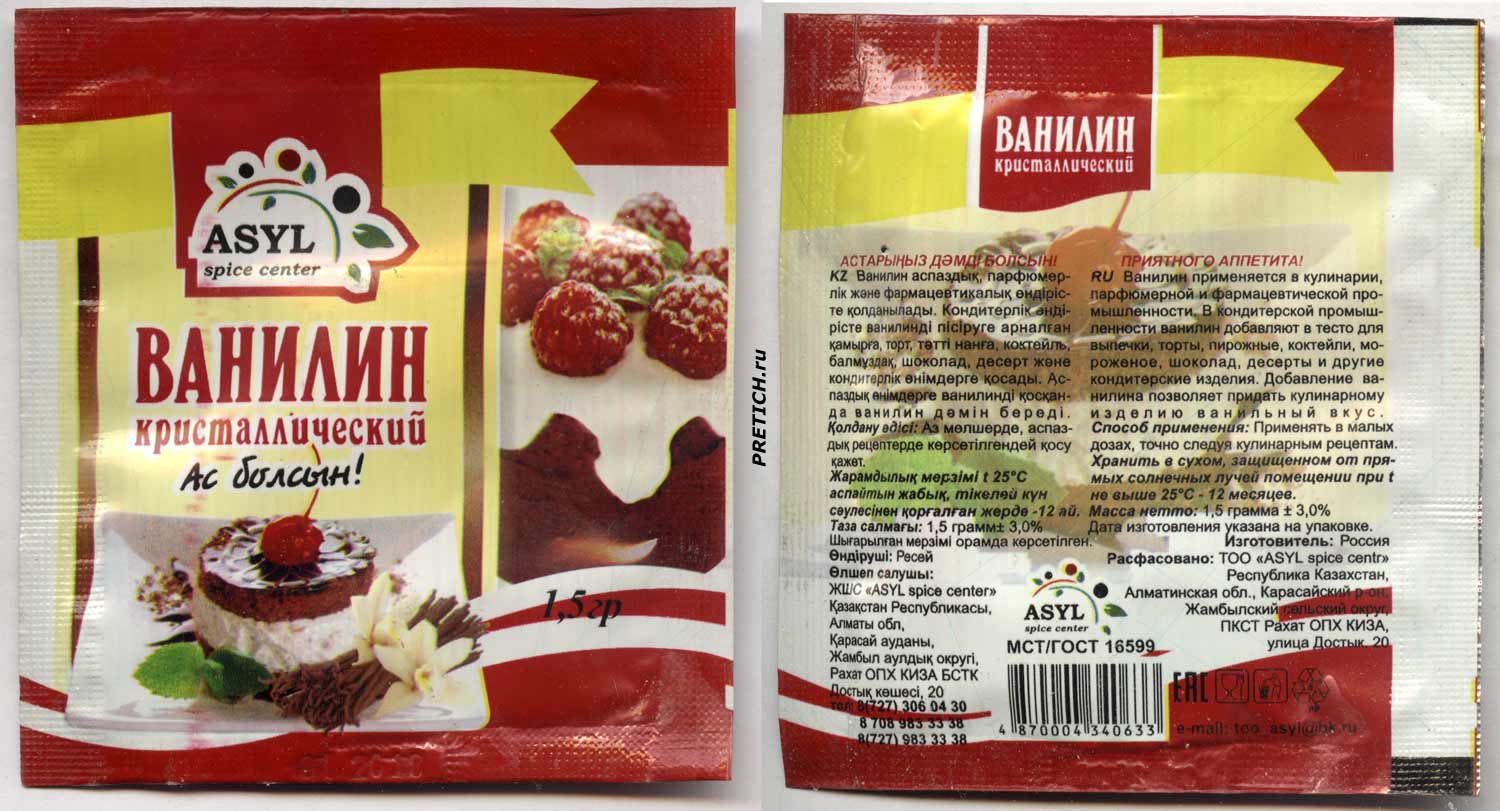 ASYL
spice center
ВАНИЛИН
кристаллический
Ас болсын!
1,5гр
PRETICH.ru
ВАНИЛИН
кристаллический
АСТАРЫҢЫЗ ДӘМДІ БОЛСЫН!
KZ Ванилин аспаздық, парфюмер-
лік және фармацевтикалық өндіріс-
те қолданылады. Кондитерлік өнді-
рісте ванилинді пісіруге арналған
қамырға, торт, тәтті нанға, коктейль,
балмұздақ, шоколад, десерт және
кондитерлік өнімдерге қосады. Ас-
паздық өнімдерге ванилинді қосқан-
да ванилин дәмін береді.
Қолдану әдісі: Аз мөлшерде, аспаз-
дық рецептерде көрсетілгендей қосу
қажет.
Жарамдылық мерзімі t 25°С
аспайтын жабық, тікелей күн
сәулесінен қорғалған жерде -12 ай.
Таза салмағы: 1,5 грамм± 3,0%
Шығарылған мерзімі орамда көрсетілген.
Өндіруші: Ресей
Өлшеп салушы:
ЖШС «ASYL spice center»
Қазақстан Республикасы,
Алматы обл,
Қарасай ауданы,
Жамбыл аулдық округі,
Рахат ОПХ КИЗА БСТК
Достық көшесі, 20
тел: 8(727) 306 04 30
8 708 983 33 38
8(727) 983 33 38
ПРИЯТНОГО АППЕТИТА!
RU Ванилин применяется в кулинарии,
парфюмерной и фармацевтической про-
мышленности. В кондитерской промыш-
ленности ванилин добавляют в тесто для
выпечки, торты, пирожные, коктейли, мо-
роженое, шоколад, десерты и другие
кондитерские изделия. Добавление ва-
нилина позволяет придать кулинарному
изделию ванильный вкус.
Способ применения: Применять в малых
дозах, точно следуя кулинарным рецептам.
Хранить в сухом, защищенном от пря-
мых солнечных лучей помещении при t
не выше 25°С - 12 месяцев.
Масса нетто: 1,5 грамма ± 3,0%
Дата изготовления указана на упаковке.
Изготовитель: Россия
Расфасовано: ТОО «ASYL spice centr»
Республика Казахстан,
Алматинская обл., Карасайский р-он,
Жамбылский сельский округ,
ПКСТ Рахат ОПХ КИЗА,
улица Достык. 20
ASYL
spice center
МСТ/ГОСТ 16599
4 870004 340633
EAC
e-mail: too_asyl@bk.ru